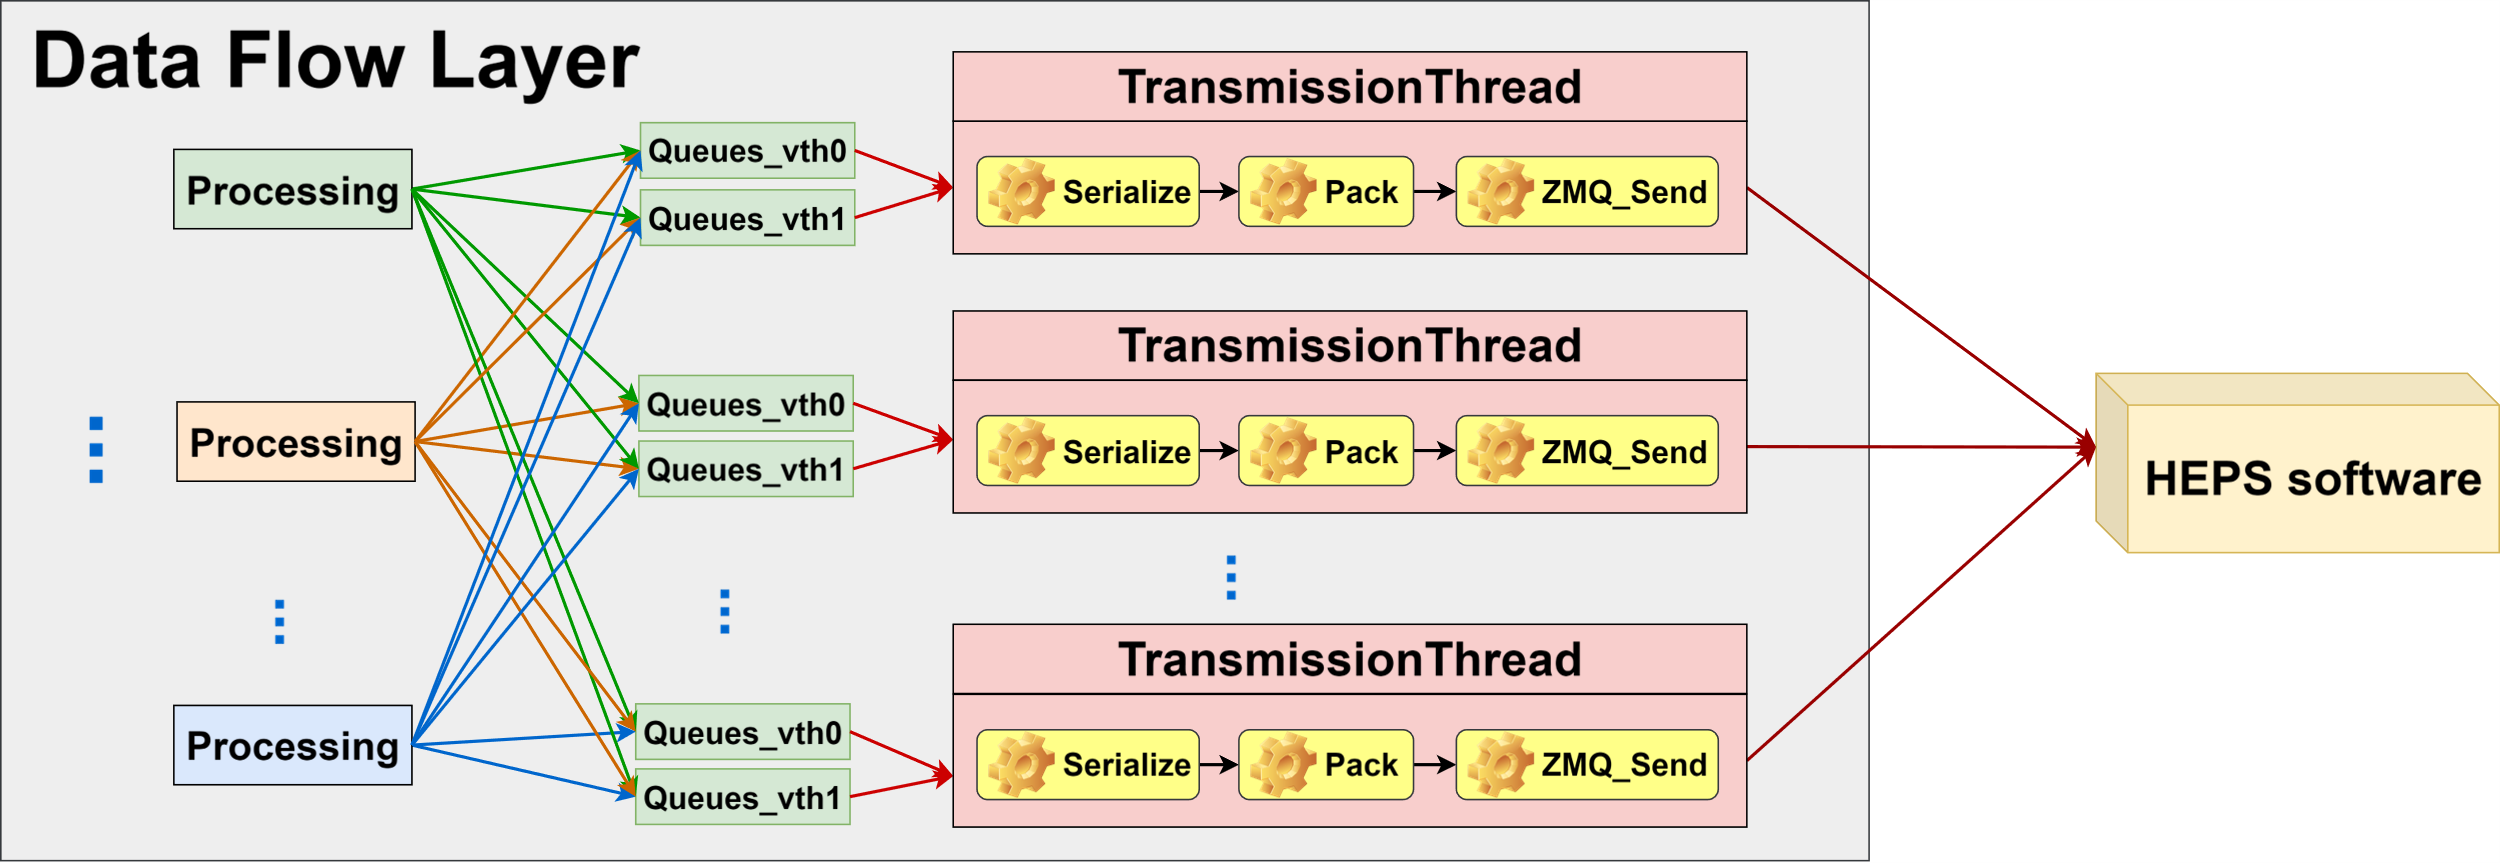 Data Flow Layer
Processing
Processing
Processing
Queues_vth0
Queues_vth1
Queues_vth0
Queues_vth1
Queues_vth0
Queues_vth1
TransmissionThread
Serialize
Pack
ZMQ_Send
TransmissionThread
Serialize
Pack
ZMQ_Send
TransmissionThread
Serialize
Pack
ZMQ_Send
HEPS software